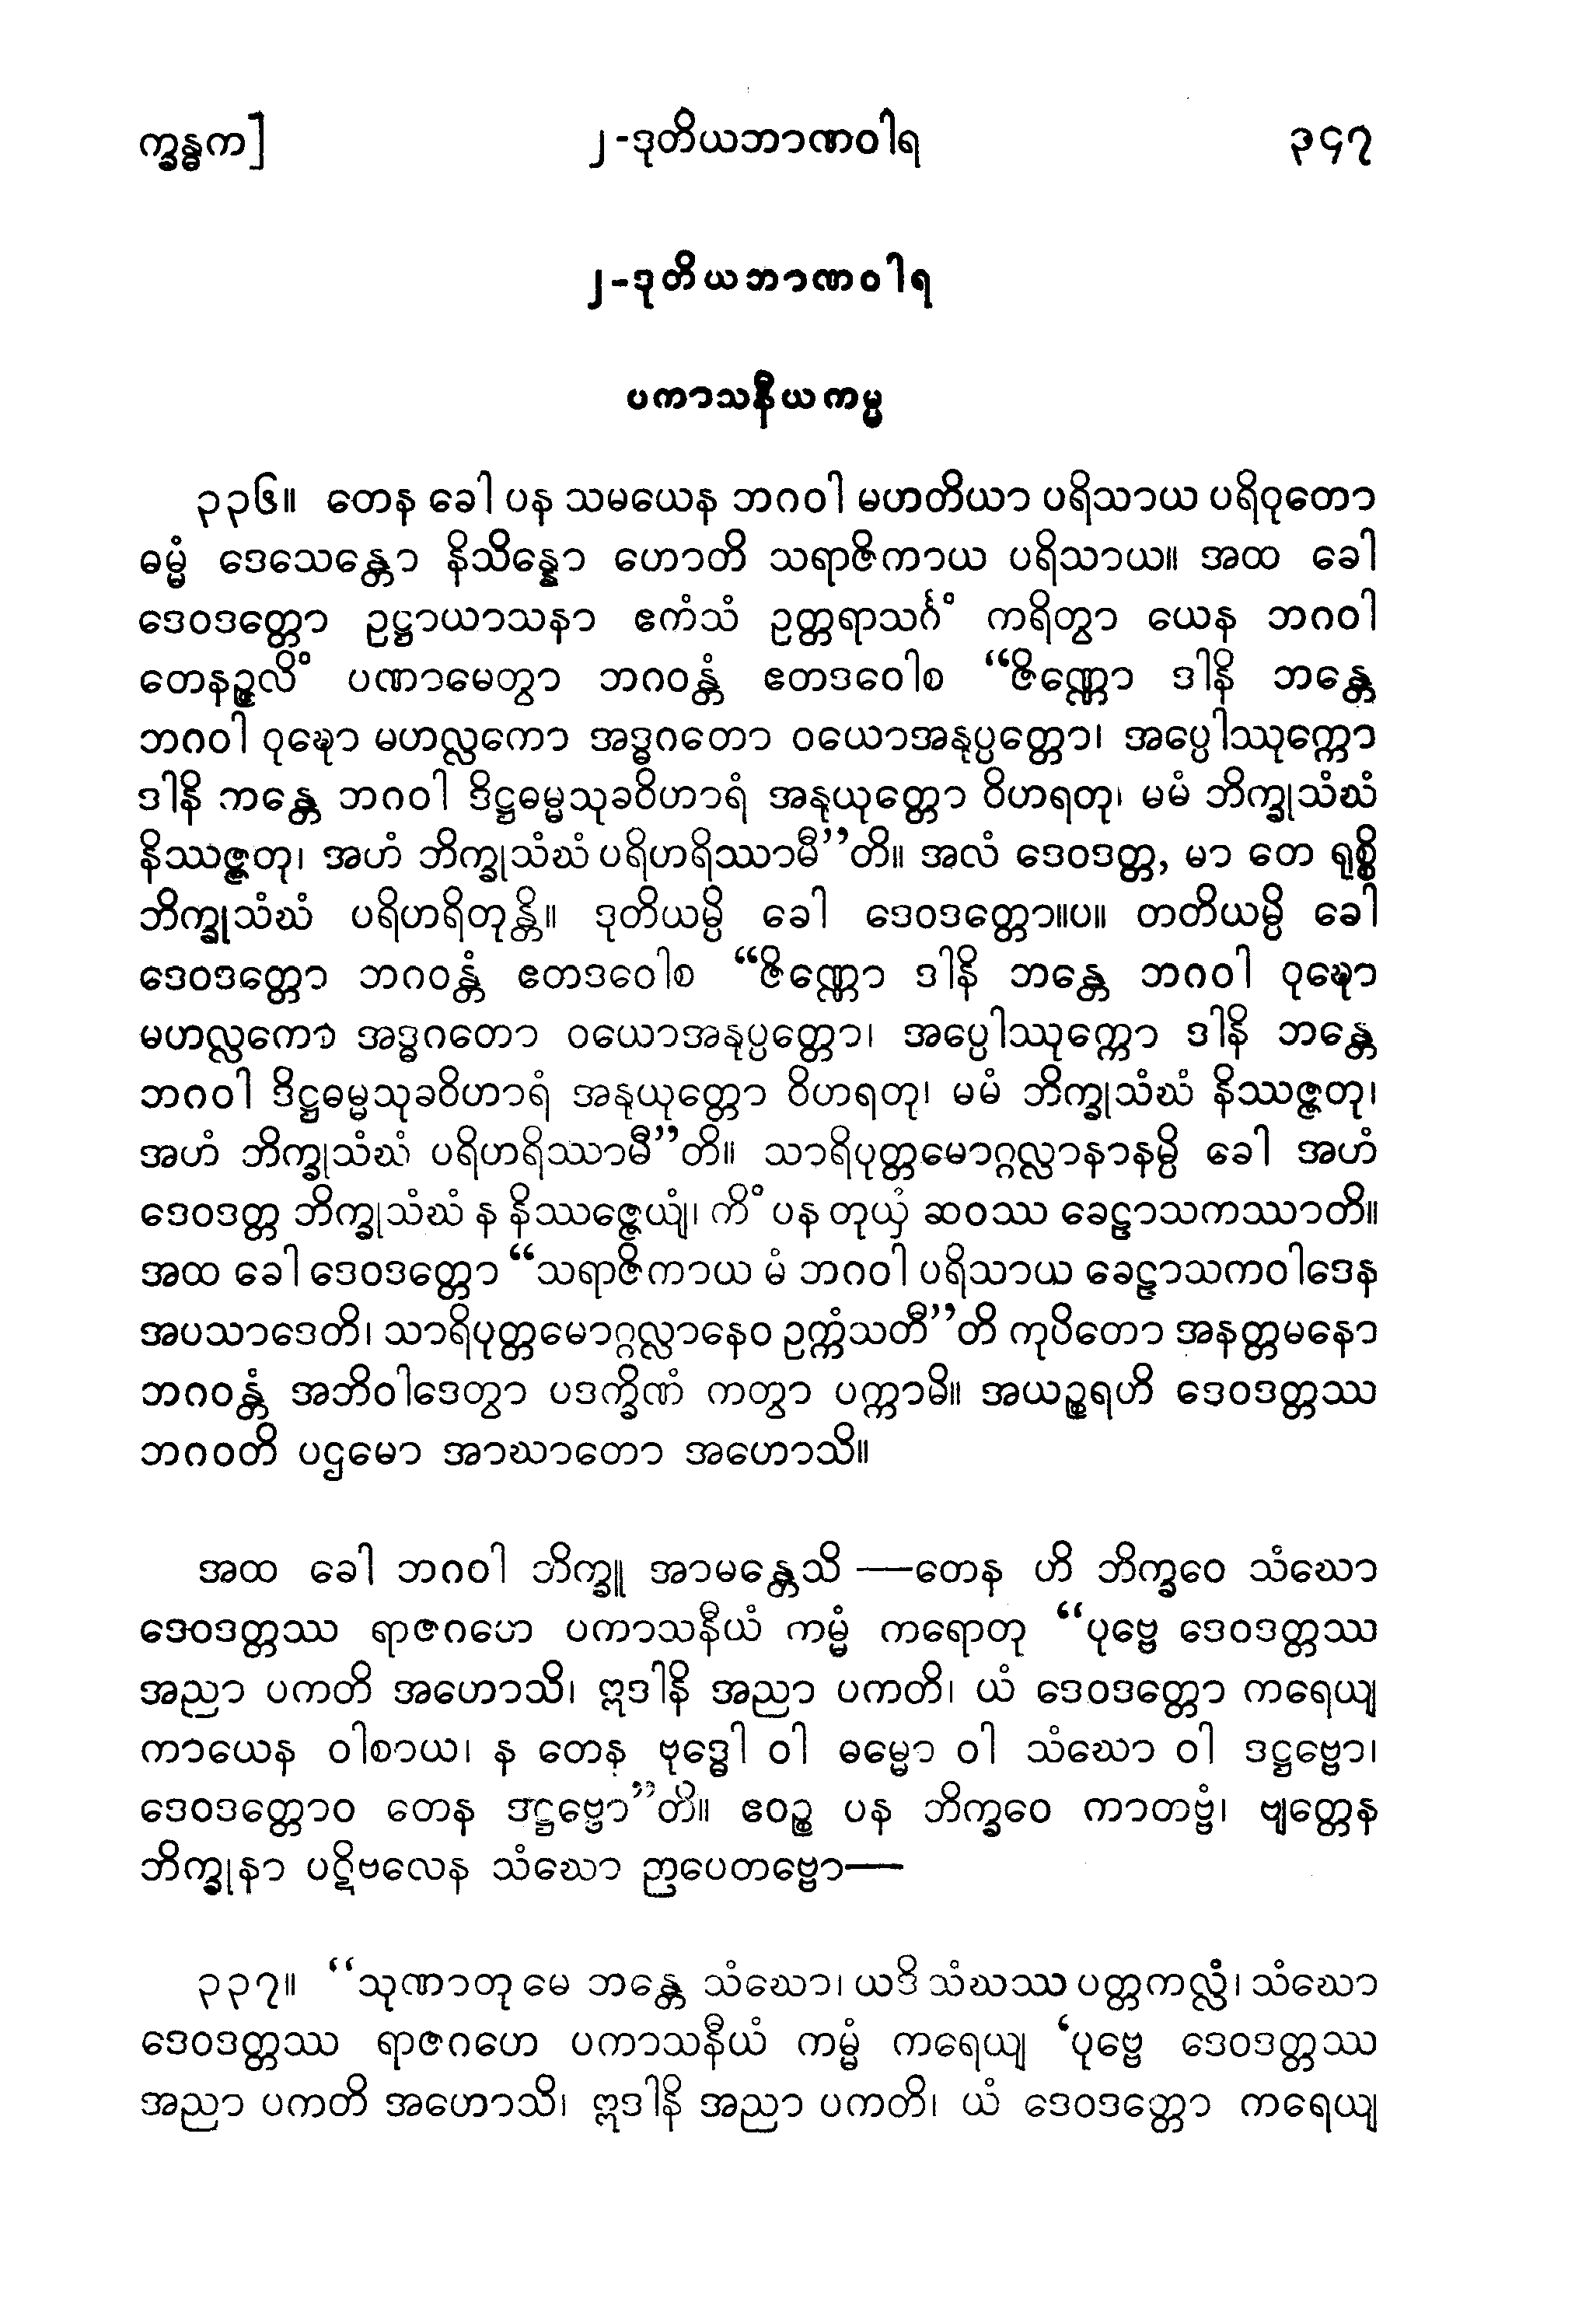 က္ခန္ဓက]
၂-ဒုတိယဘာဏဝါရ
၃၄၇
၂-ဒုတိယဘာဏဝါရ
ပကာသနီယကမ္မ
၃၃၆။ တေန ခေါ ပန သမယေန ဘဂဝါ မဟတိယာ ပရိသာယ ပရိဝုတော
ဓမ္မံ ဒေသေန္တော နိသိန္နော ဟောတိ သရာဇိကာယ ပရိသာယ။ အထ ခေါ
ဒေဝဒတ္တော ဥဋ္ဌာယာသနာ ဧကံသံ ဥတ္တရာသင်္ဂံ ကရိတွာ ယေန ဘဂဝါ
တေနဉ္ဇလိံ ပဏာမေတွာ ဘဂဝန္တံ ဧတဒဝေါစ “ဇိဏ္ဏော ဒါနိ ဘန္တေ
ဘဂဝါ ဝုဍ္ဎော မဟလ္လကော အဒ္ဓဂတော ဝယောအနုပ္ပတ္တော၊ အပ္ပေါဿုက္ကော
ဒါနိ ဘန္တေ ဘဂဝါ ဒိဋ္ဌဓမ္မသုခဝိဟာရံ အနုယုတ္တော ဝိဟရတု၊ မမံ ဘိက္ခုသံဃံ
နိဿဇ္ဇတု၊ အဟံ ဘိက္ခုသံဃံ ပရိဟရိဿာမီ”တိ။ အလံ ဒေဝဒတ္တ, မာ တေ ရုစ္စိ
ဘိက္ခုသံဃံ ပရိဟရိတုန္တိ။ ဒုတိယမ္ပိ ခေါ ဒေဝဒတ္တော။ပ။ တတိယမ္ပိ ခေါ
ဒေဝဒတ္တော ဘဂဝန္တံ ဧတဒဝေါစ “ဇိဏ္ဏော ဒါနိ ဘန္တေ ဘဂဝါ ဝုဍ္ဎော
မဟလ္လကော အဒ္ဓဂတော ဝယောအနုပ္ပတ္တော၊ အပ္ပေါဿုက္ကော ဒါနိ ဘန္တေ
ဘဂဝါ ဒိဋ္ဌဓမ္မသုခဝိဟာရံ အနုယုတ္တော ဝိဟရတု၊ မမံ ဘိက္ခုသံဃံ နိဿဇ္ဇတု၊
အဟံ ဘိက္ခုသံဃံ ပရိဟရိဿာမီ”တိ။ သာရိပုတ္တမောဂ္ဂလ္လာနာနမ္ပိ ခေါ အဟံ
ဒေဝဒတ္တ ဘိက္ခုသံဃံ န နိဿဇ္ဇေယျံ၊ ကိံ ပန တုယှံ ဆဝဿ ခေဠာသကဿာတိ။
အထ ခေါ ဒေဝဒတ္တော “သရာဇိကာယ မံ ဘဂဝါ ပရိသာယ ခေဠာသကဝါဒေန
အပသာဒေတိ၊ သာရိပုတ္တမောဂ္ဂလ္လာနေဝ ဥက္ကံသတီ”တိ ကုပိတော အနတ္တမနော
ဘဂဝန္တံ အဘိဝါဒေတွာ ပဒက္ခိဏံ ကတွာ ပက္ကာမိ။ အယဉ္စရဟိ ဒေဝဒတ္တဿ
ဘဂဝတိ ပဌမော အာဃာတော အဟောသိ။
အထ ခေါ ဘဂဝါ ဘိက္ခူ အာမန္တေသိ —တေန ဟိ ဘိက္ခဝေ သံဃော
ဒေဝဒတ္တဿ ရာဇဂဟေ ပကာသနီယံ ကမ္မံ ကရောတု “ပုဗ္ဗေ ဒေဝဒတ္တဿ
အညာ ပကတိ အဟောသိ၊ ဣဒါနိ အညာ ပကတိ၊ ယံ ဒေဝဒတ္တော ကရေယျ
ကာယေန ဝါစာယ၊ န တေန ဗုဒ္ဓေါ ဝါ ဓမ္မော ဝါ သံဃော ဝါ ဒဋ္ဌဗ္ဗော၊
ဒေဝဒတ္တောဝ တေန ဒဋ္ဌဗ္ဗော”တိ။ ဧဝဉ္စ ပန ဘိက္ခဝေ ကာတဗ္ဗံ၊ ဗျတ္တေန
ဘိက္ခုနာ ပဋိဗလေန သံဃော ဉာပေတဗ္ဗော—
၃၃၇။ “သုဏာတု မေ ဘန္တေ သံဃော၊ ယဒိ သံဃဿ ပတ္တကလ္လံ၊ သံဃော
ဒေဝဒတ္တဿ ရာဇဂဟေ ပကာသနီယံ ကမ္မံ ကရေယျ ‘ပုဗ္ဗေ ဒေဝဒတ္တဿ
အညာ ပကတိ အဟောသိ၊ ဣဒါနိ အညာ ပကတိ၊ ယံ ဒေဝဒတ္တော ကရေယျ